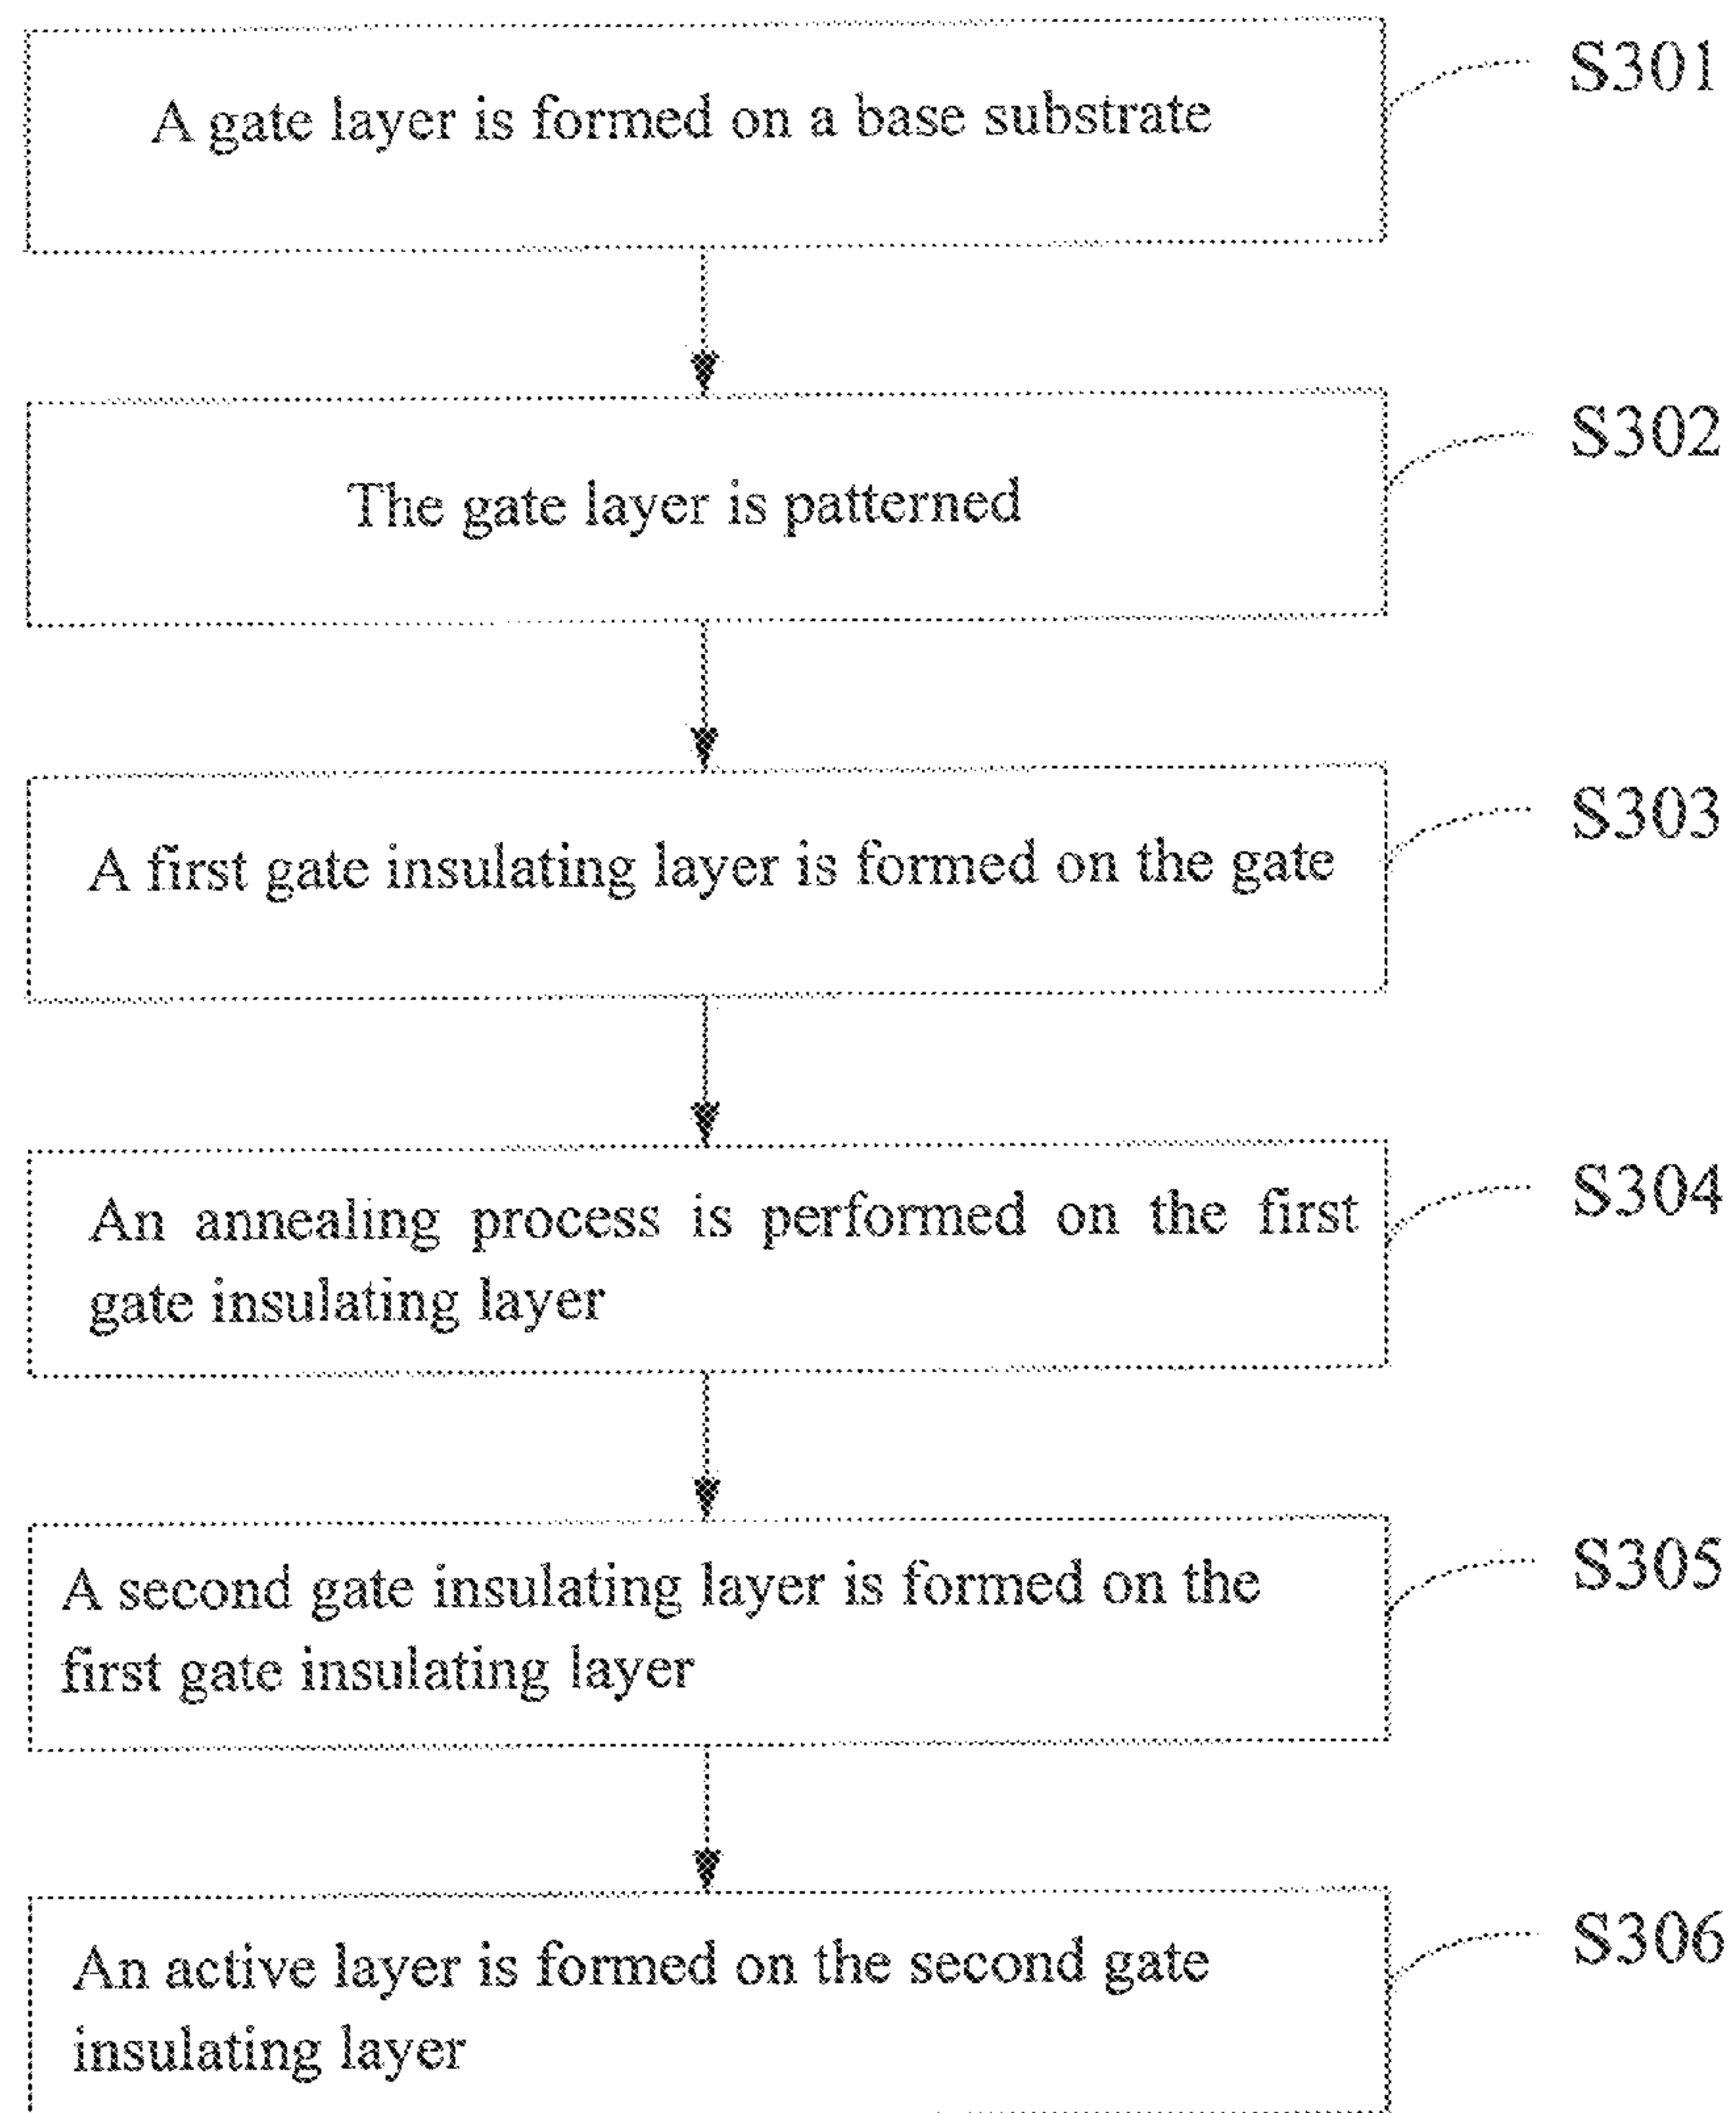 A gate layer is formed on a base substrate
S301
The gate layer is patterned
S302
A first gate insulating layer is formed on the gate
S303
An annealing process is performed on the first
gate insulating layer
S304
A second gate insulating layer is formed on the
first gate insulating layer
S305
An active layer is formed on the second gate
insulating layer
S306